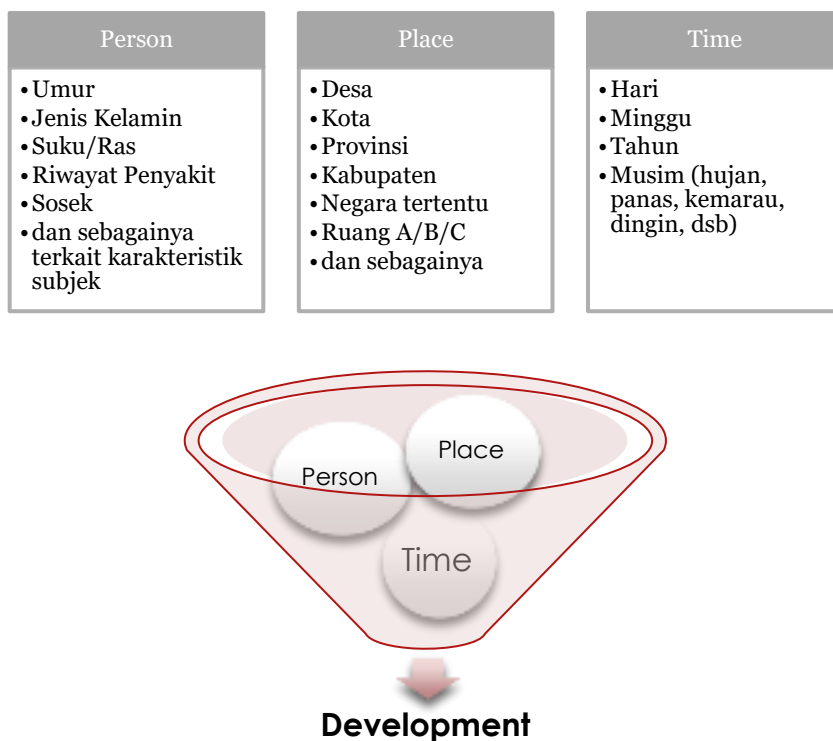 Person
•Umur
•Jenis Kelamin
•Suku/Ras
•Riwayat Penyakit
•Sosek
•dan sebagainya
terkait karakteristik
subjek
Place
•Desa
•Kota
•Provinsi
•Kabupaten
•Negara tertentu
•Ruang A/B/C
•dan sebagainya
Time
•Hari
•Minggu
•Tahun
•Musim (hujan,
panas, kemarau,
dingin, dsb)
Person
Place
Time
Development